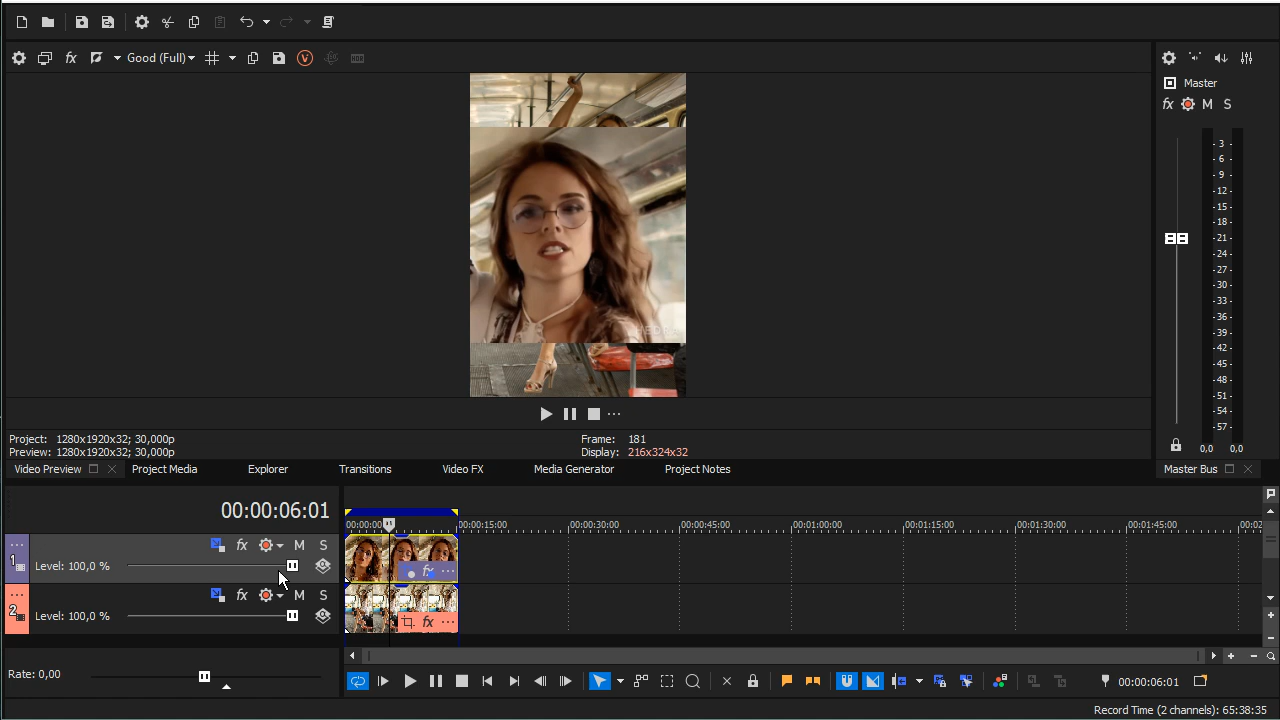 Good (Full)
Master
fx M S
- 3 -
- 6 -
- 9 -
- 12 -
- 15 -
- 18 -
- 21 -
- 24 -
- 27 -
- 30 -
- 33 -
- 36 -
- 39 -
- 42 -
- 45 -
- 48 -
- 51 -
- 54 -
- 57 -
0,0 0,0
Project: 1280x1920x32; 30,000p
Preview: 1280x1920x32; 30,000p
Frame: 181
Display: 216x324x32
Video Preview
Project Media
Explorer
Transitions
Video FX
Media Generator
Project Notes
Master Bus
00:00:06:01
00:00:00 00:00:15:00 00:00:30:00 00:00:45:00 00:01:00:00 00:01:15:00 00:01:30:00 00:01:45:00
1 fx M S
Level: 100,0 %
fx
2 fx M S
Level: 100,0 %
fx
Rate: 0,00
00:00:06:01
Record Time (2 channels): 65:38:35